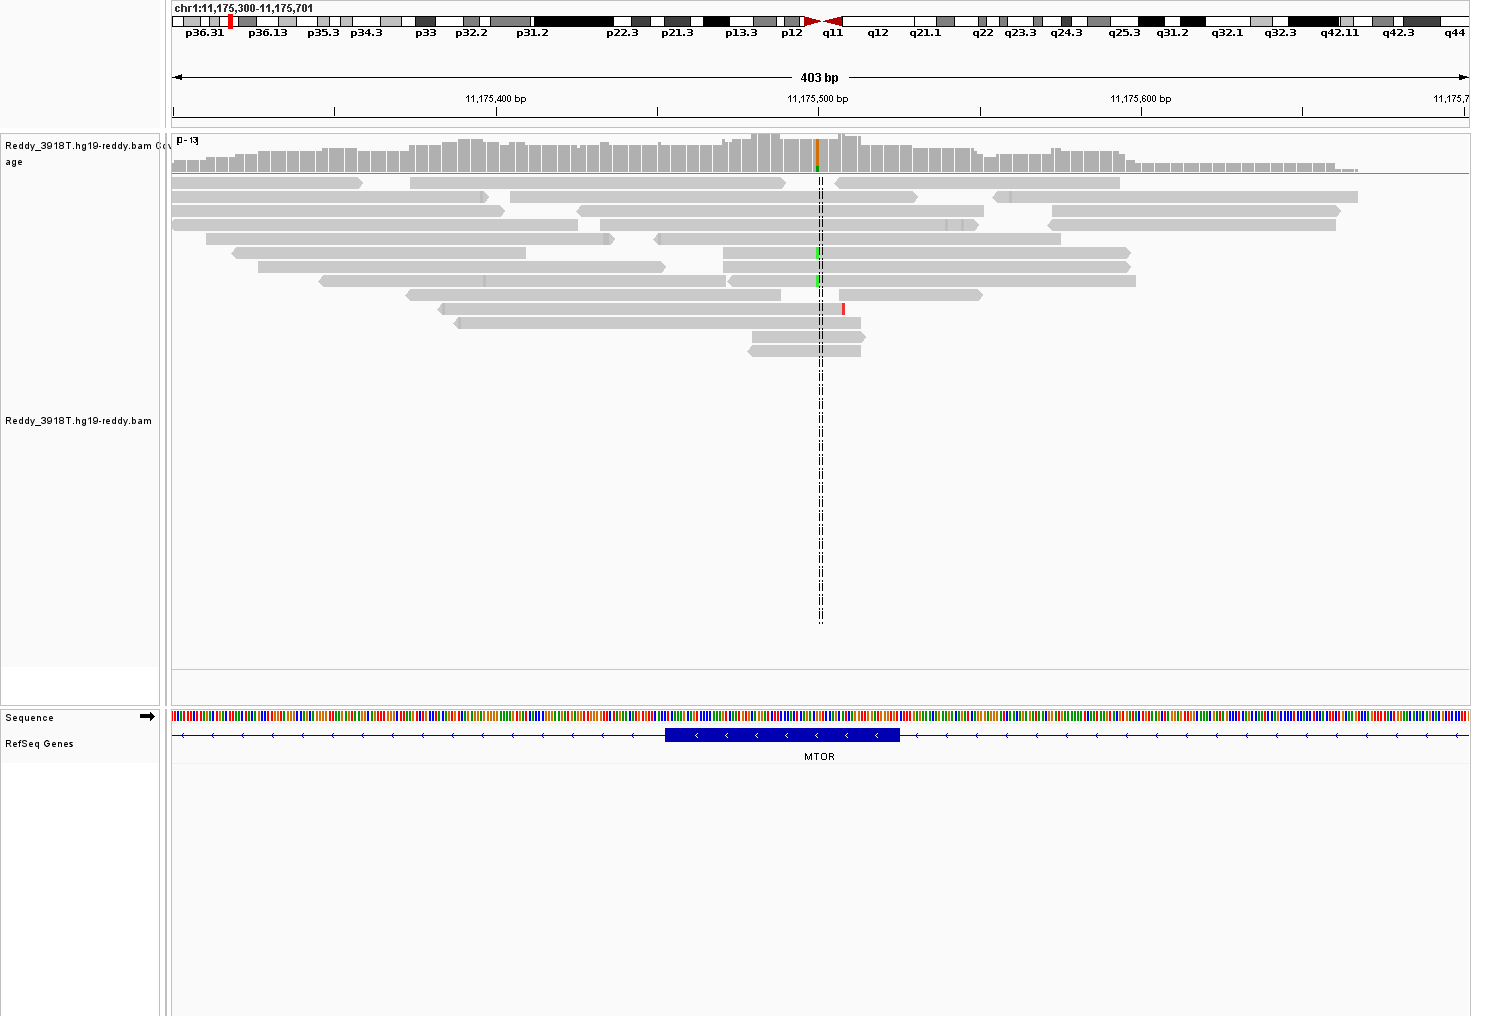 chr1:11,175,300-11,175,701
p36.31 p36.13 p35.3 p34.3 p33 p32.2 p31.2 p22.3 p21.3 p13.3 p12 q11 q12 q21.1 q22 q23.3 q24.3 q25.3 q31.2 q32.1 q32.3 q42.11 q42.3 q44
403 bp
11,175,400 bp 11,175,500 bp 11,175,600 bp 11,175,7
Reddy_3918T.hg19-reddy.bam Cov
age
[0 - 13]
Reddy_3918T.hg19-reddy.bam
Sequence
RefSeq Genes
MTOR